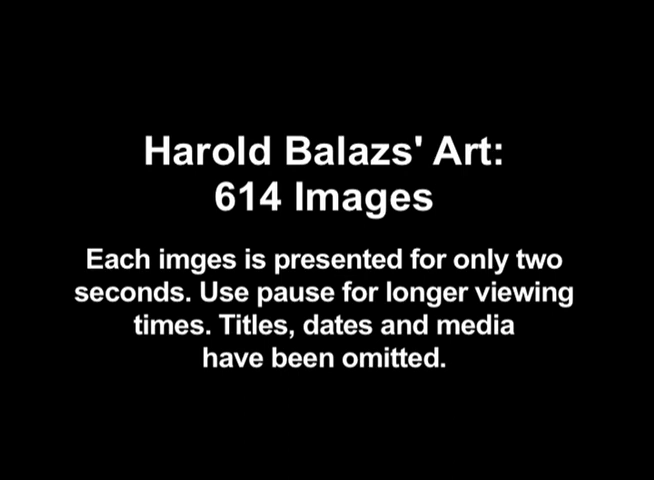 Harold Balazs' Art:
614 Images
Each imges is presented for only two
seconds. Use pause for longer viewing
times. Titles, dates and media
have been omitted.